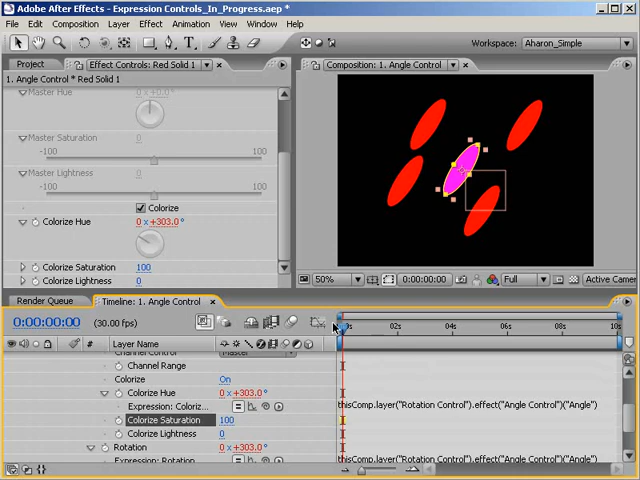 Adobe After Effects - Expression Controls_In_Progress.aep *
File Edit Composition Layer Effect Animation View Window Help
Workspace: Aharon_Simple
Project Effect Controls: Red Solid 1 Composition: 1. Angle Control
1. Angle Control * Red Solid 1
Master Hue 0 x +0.0 °
Master Saturation 0
-100 100
Master Lightness 0
-100 100
Colorize
Colorize Hue 0 x +303.0 °
Colorize Saturation 100
Colorize Lightness 0
50% 0:00:00:00 Full Active Camer
Render Queue Timeline: 1. Angle Control
0:00:00:00 (30.00 fps)
0s 02s 04s 06s 08s 10s
# Layer Name
Channel Control Master
Channel Range
Colorize On
Colorize Hue 0 x +303.0 °
Expression: Coloriz... thisComp.layer("Rotation Control").effect("Angle Control")("Angle")
Colorize Saturation 100
Colorize Lightness 0
Rotation 0 x +303.0 °
Expression: Rotation thisComp.layer("Rotation Control").effect("Angle Control")("Angle")